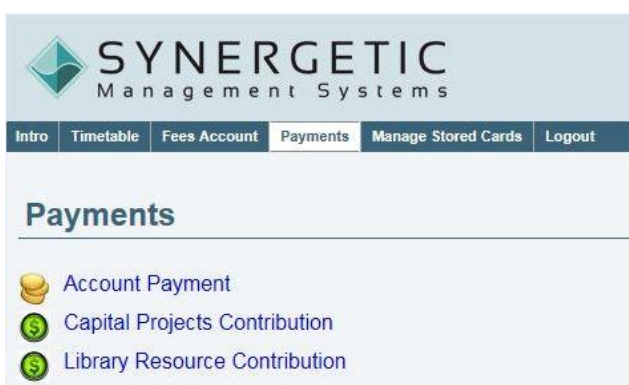 SYNERGETIC
Management Systems
Intro Timetable Fees Account Payments Manage Stored Cards Logout
Payments
Account Payment
$ Capital Projects Contribution
$ Library Resource Contribution